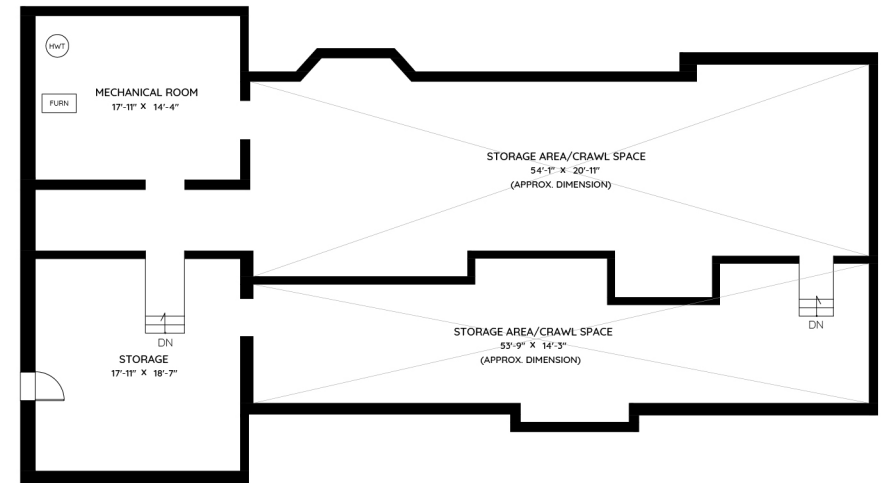 HWT
FURN
MECHANICAL ROOM
17'-11" X 14'-4"
STORAGE AREA/CRAWL SPACE
54'-1" X 20'-11"
(APPROX. DIMENSION)
DN
STORAGE
17'-11" X 18'-7"
STORAGE AREA/CRAWL SPACE
53'-9" X 14'-3"
(APPROX. DIMENSION)
DN